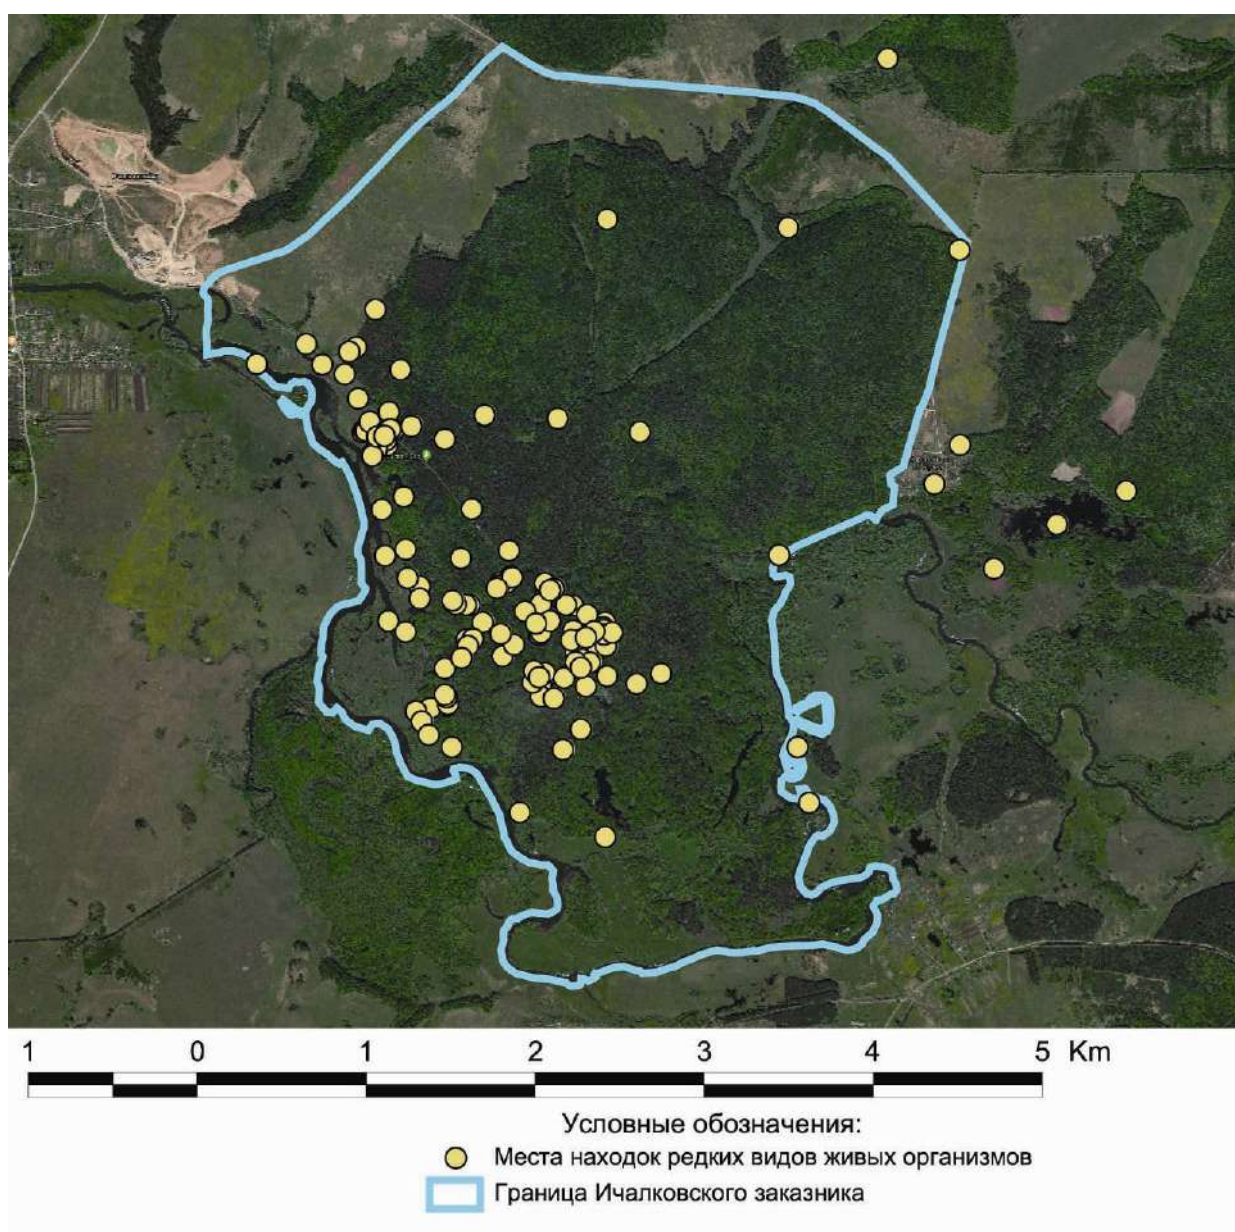 1 0 1 2 3 4 5 Km
Условные обозначения:
Места находок редких видов живых организмов
Граница Ичалковского заказника